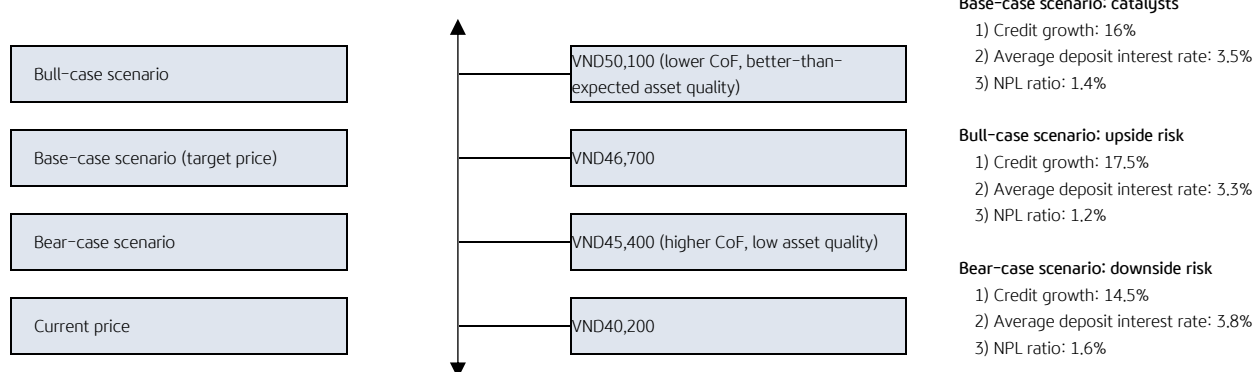 Bull-case scenario
VND50,100 (lower CoF, better-than-
expected asset quality)
Base-case scenario (target price)
VND46,700
Bear-case scenario
VND45,400 (higher CoF, low asset quality)
Current price
VND40,200
Base-case scenario: catalysts
1) Credit growth: 16%
2) Average deposit interest rate: 3.5%
3) NPL ratio: 1.4%
Bull-case scenario: upside risk
1) Credit growth: 17.5%
2) Average deposit interest rate: 3.3%
3) NPL ratio: 1.2%
Bear-case scenario: downside risk
1) Credit growth: 14.5%
2) Average deposit interest rate: 3.8%
3) NPL ratio: 1.6%